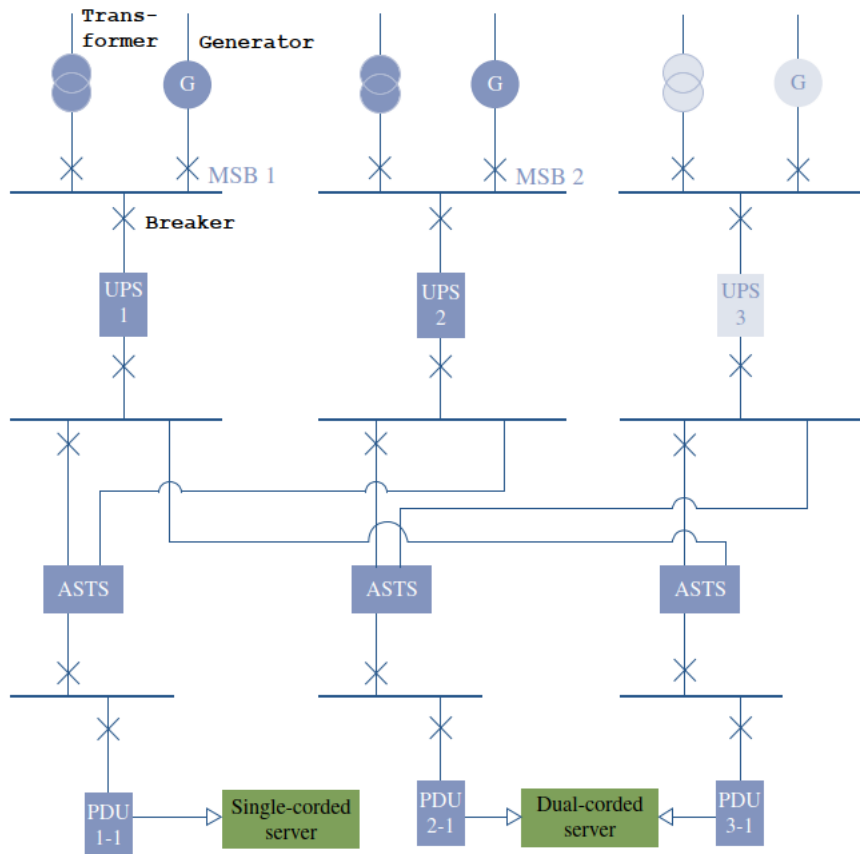 Trans-
former
Generator
G
G
G
MSB 1
MSB 2
Breaker
UPS
1
UPS
2
UPS
3
ASTS
ASTS
ASTS
PDU
1-1
Single-corded
server
PDU
2-1
Dual-corded
server
PDU
3-1